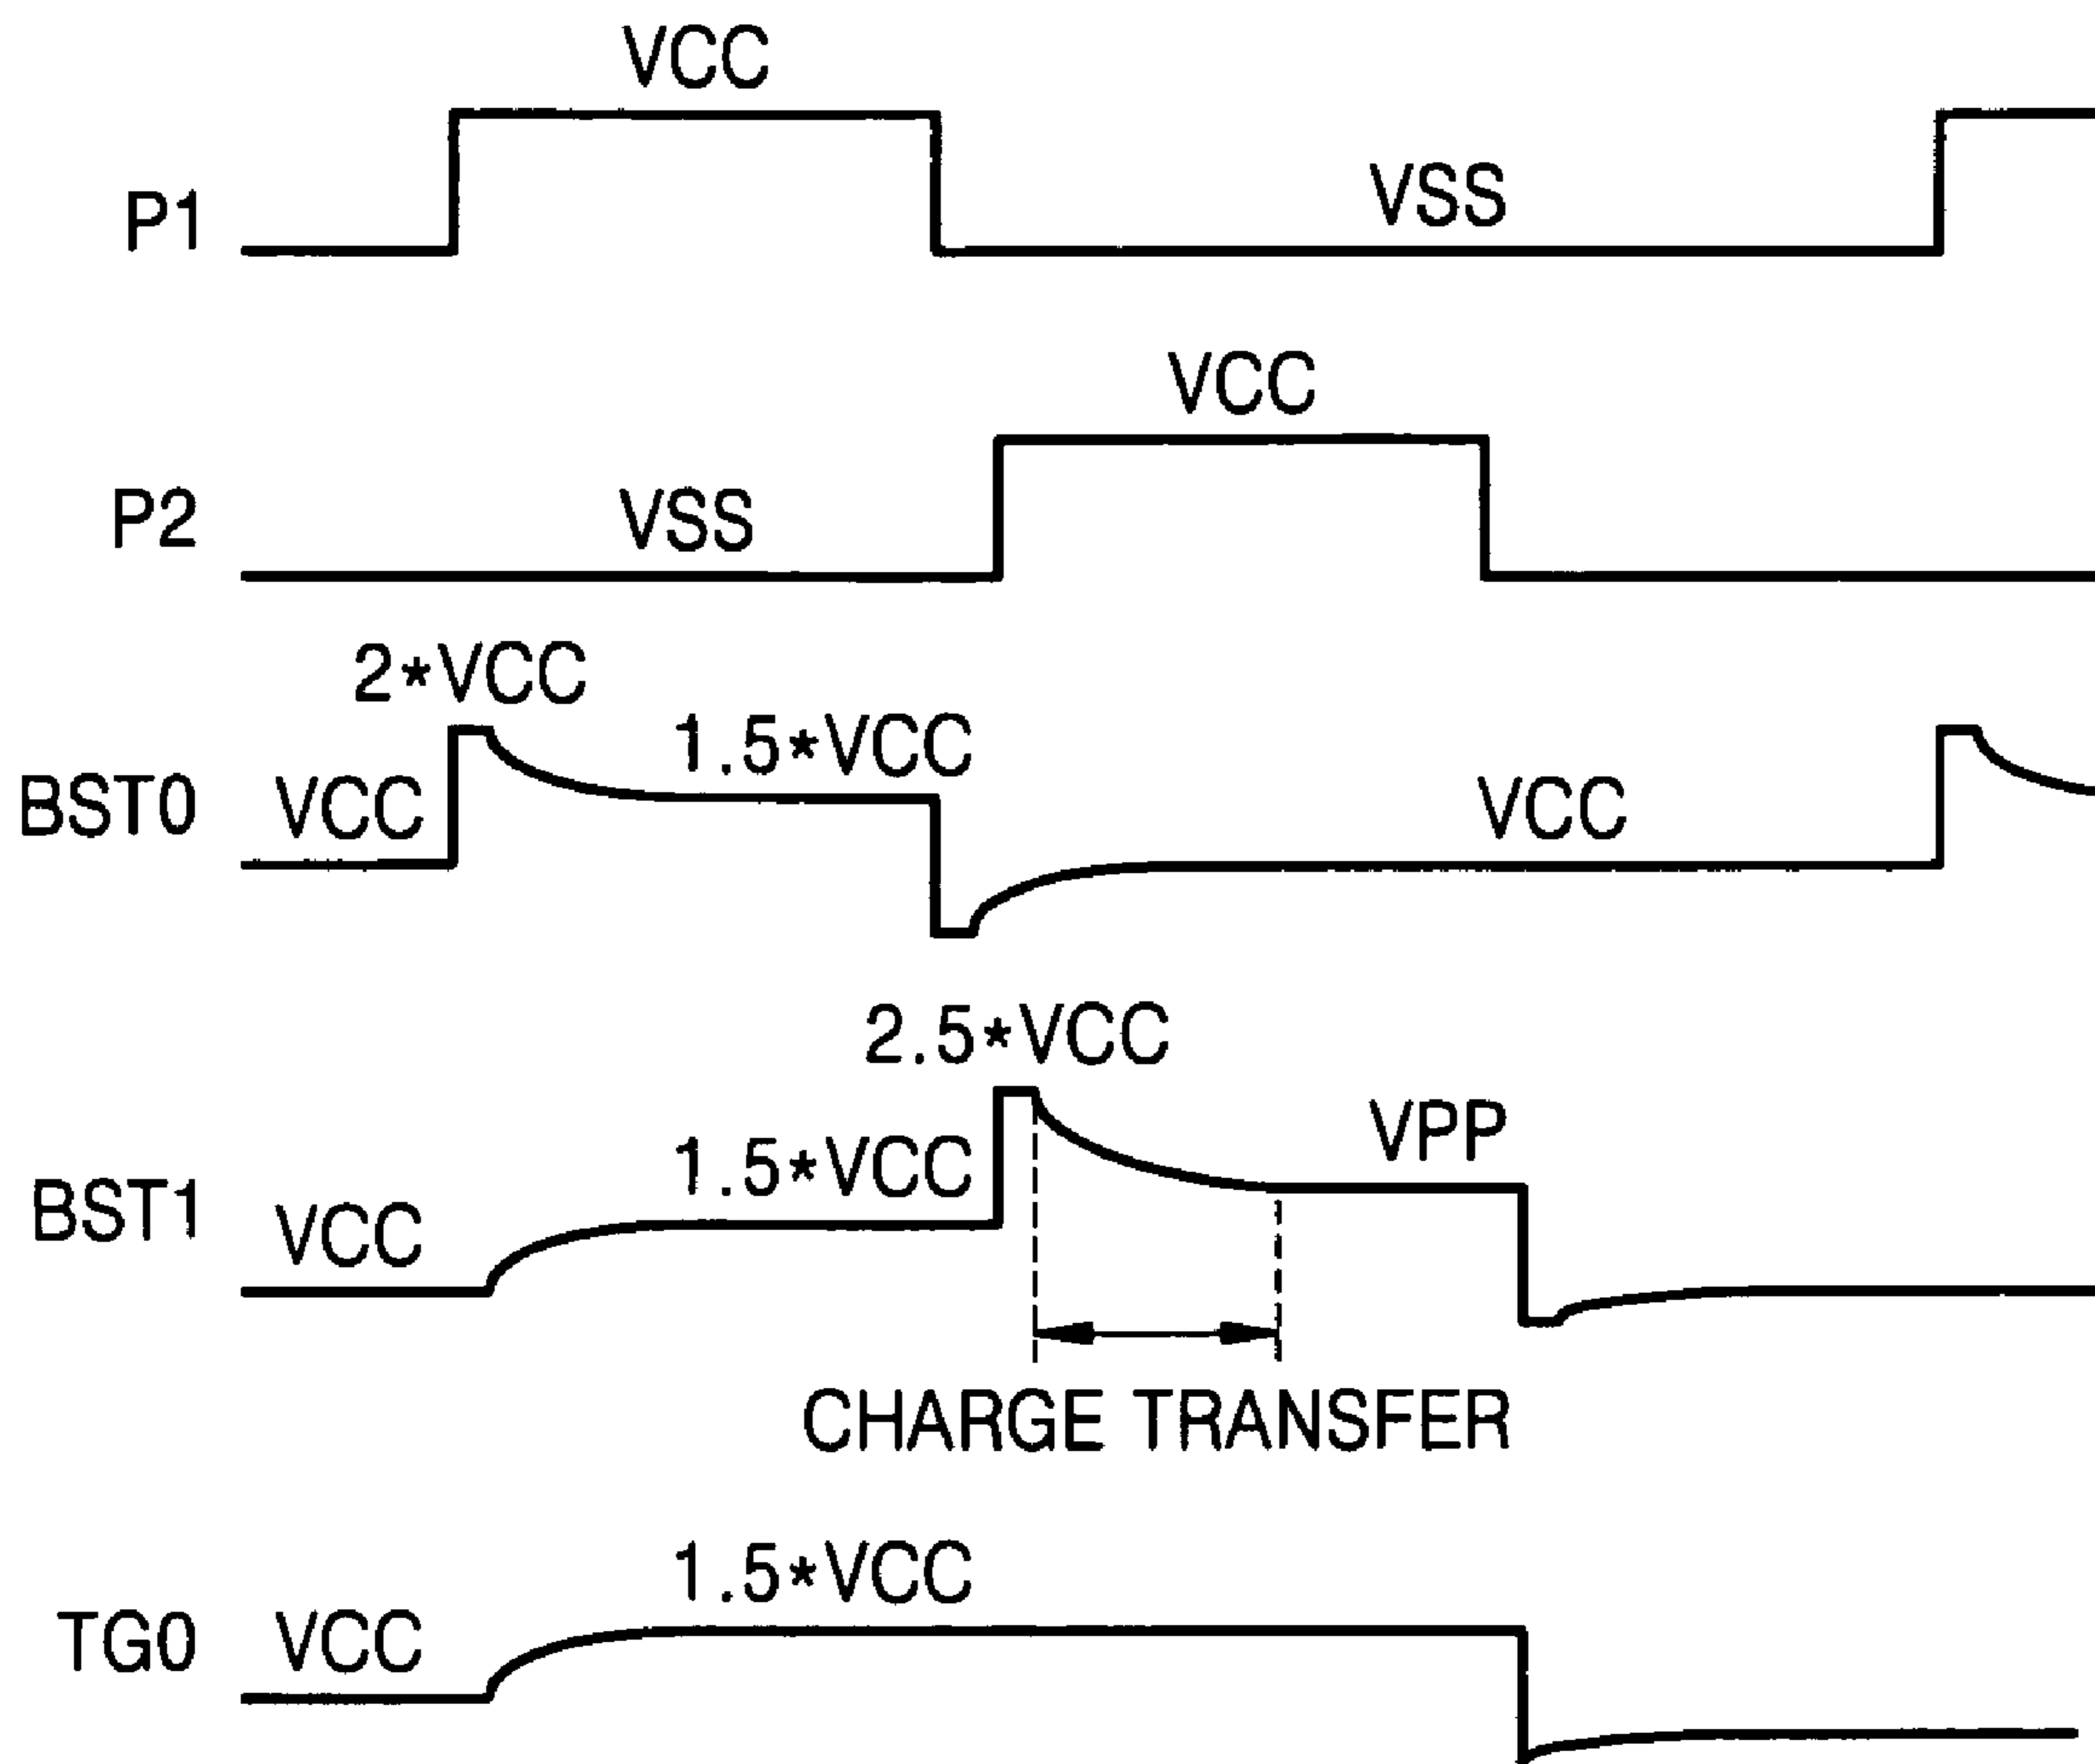 VCC
P1
VSS
VCC
P2
VSS
2*VCC
1.5*VCC
BST0
VCC
VCC
2.5*VCC
1.5*VCC
VPP
BST1
VCC
CHARGE TRANSFER
1.5*VCC
TG0
VCC